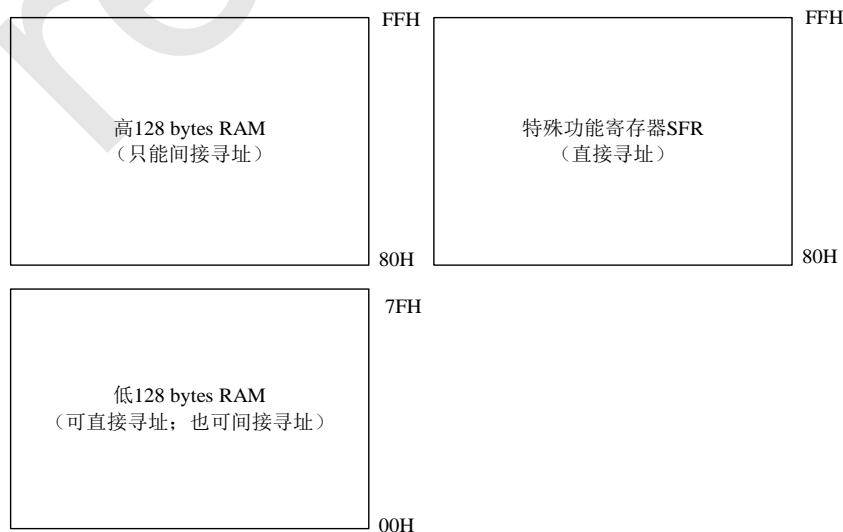 FFH
高128 bytes RAM
（只能间接寻址）
80H
FFH
特殊功能寄存器SFR
（直接寻址）
80H
7FH
低128 bytes RAM
（可直接寻址；也可间接寻址）
00H